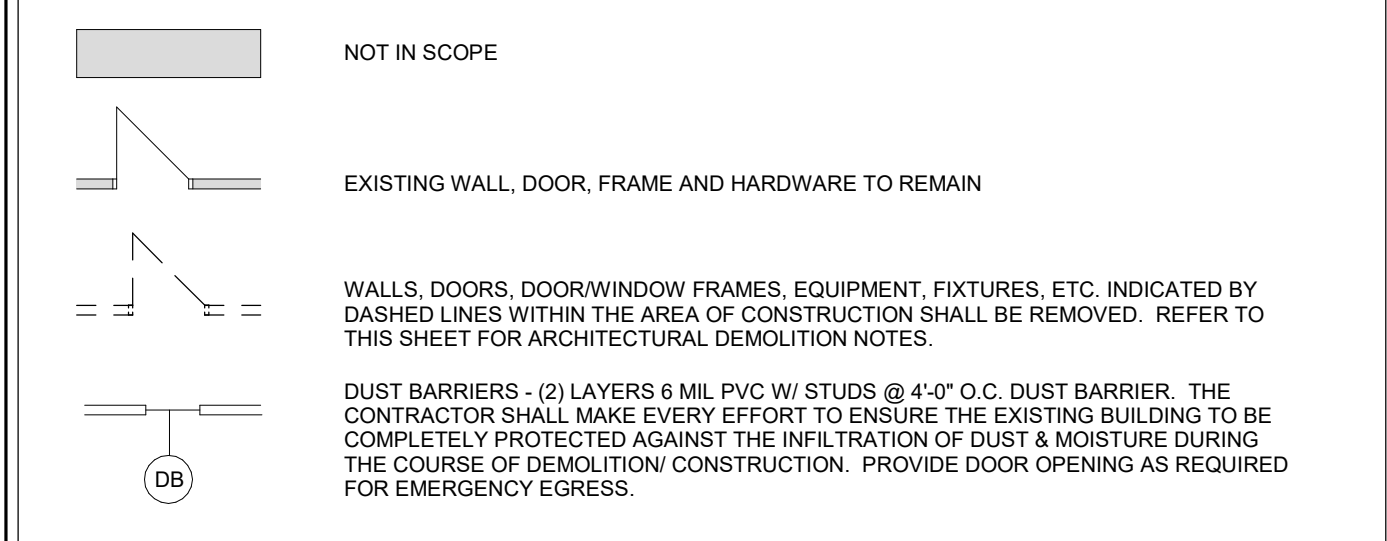 NOT IN SCOPE
EXISTING WALL, DOOR, FRAME AND HARDWARE TO REMAIN
WALLS, DOORS, DOOR/WINDOW FRAMES, EQUIPMENT, FIXTURES, ETC. INDICATED BY
DASHED LINES WITHIN THE AREA OF CONSTRUCTION SHALL BE REMOVED.  REFER TO
THIS SHEET FOR ARCHITECTURAL DEMOLITION NOTES.
DUST BARRIERS - (2) LAYERS 6 MIL PVC W/ STUDS @ 4'-0" O.C. DUST BARRIER.  THE
CONTRACTOR SHALL MAKE EVERY EFFORT TO ENSURE THE EXISTING BUILDING TO BE
COMPLETELY PROTECTED AGAINST THE INFILTRATION OF DUST & MOISTURE DURING
THE COURSE OF DEMOLITION/ CONSTRUCTION.  PROVIDE DOOR OPENING AS REQUIRED
FOR EMERGENCY EGRESS.
DB